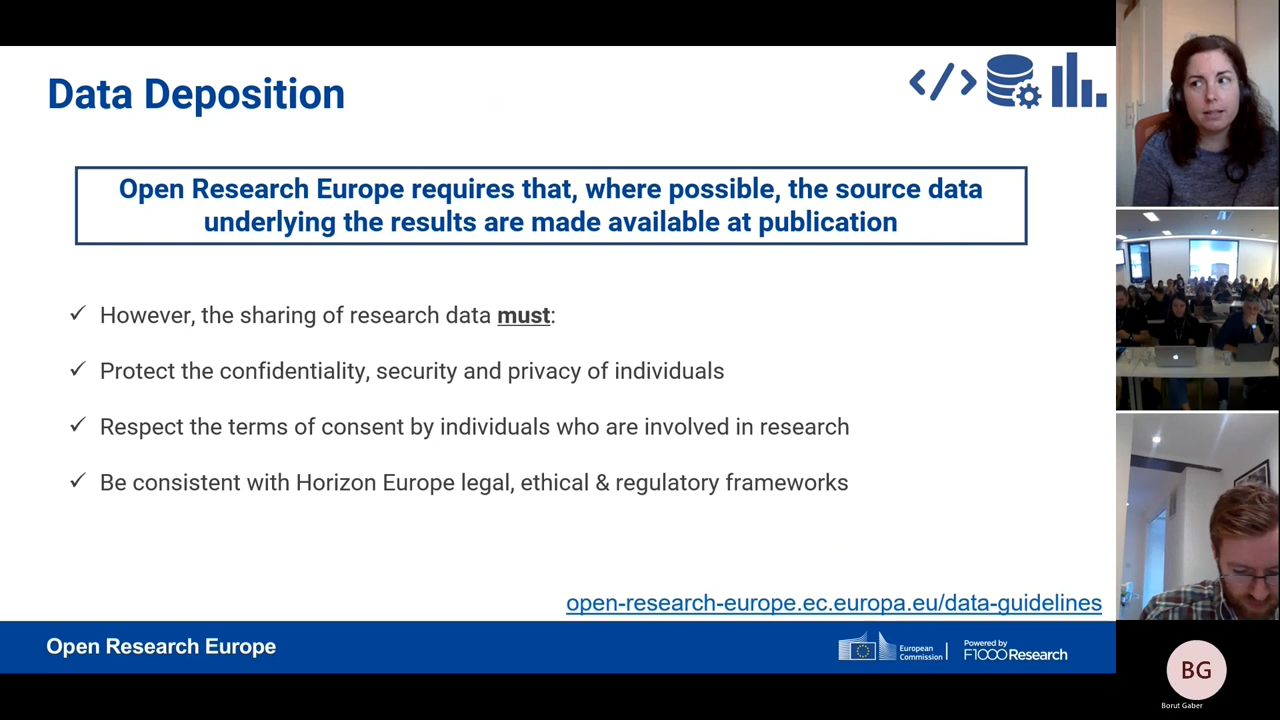 Data Deposition
Open Research Europe requires that, where possible, the source data
underlying the results are made available at publication
✓ However, the sharing of research data must:
✓ Protect the confidentiality, security and privacy of individuals
✓ Respect the terms of consent by individuals who are involved in research
✓ Be consistent with Horizon Europe legal, ethical & regulatory frameworks
open-research-europe.ec.europa.eu/data-guidelines
Open Research Europe
European
Commission
Powered by
F1000Research
BG
Borut Gaber